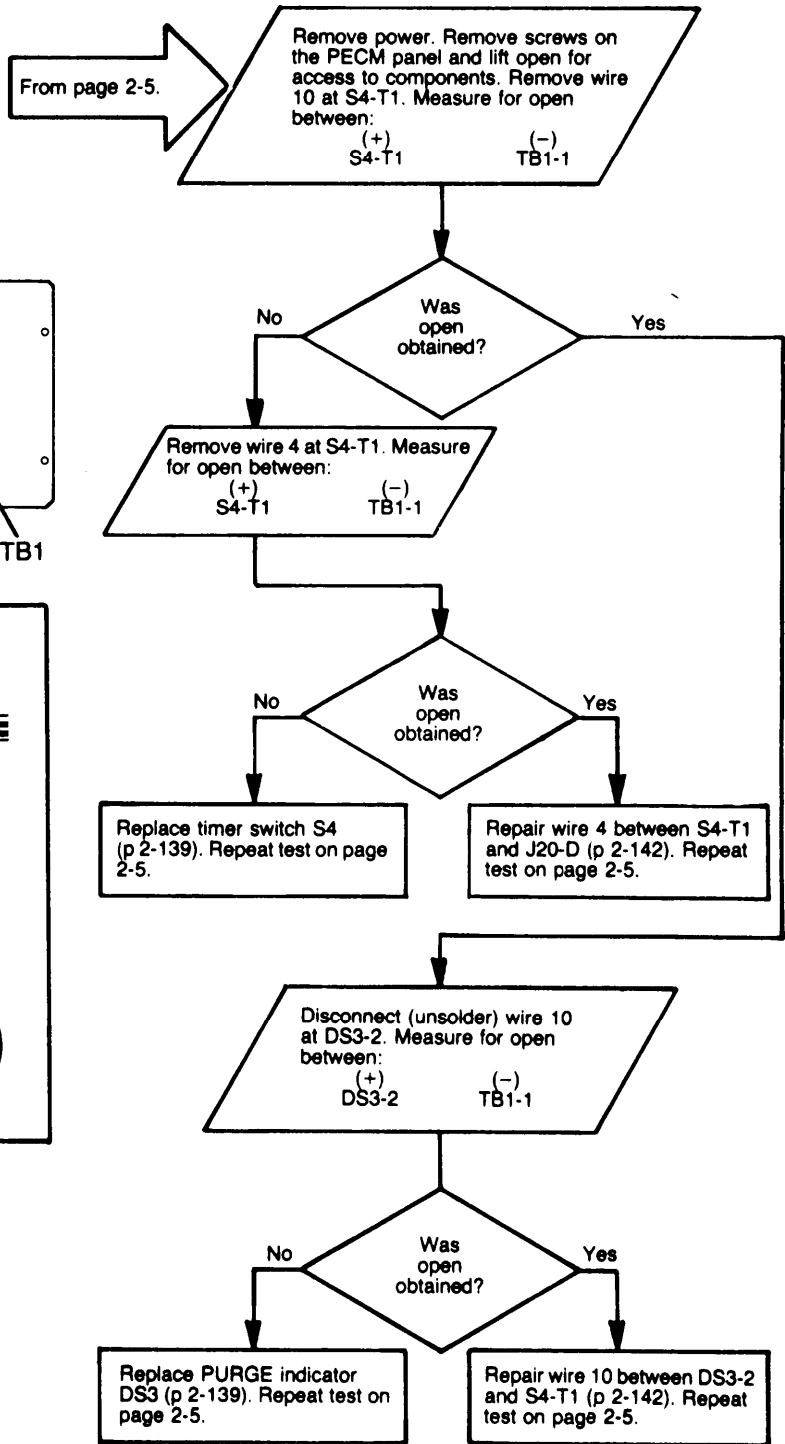 From page 2-5.
Remove power. Remove screws on
the PECM panel and lift open for
access to components. Remove wire
10 at S4-T1. Measure for open
between:
(+) (−)
S4-T1 TB1-1
Was
open
obtained?
No
Yes
Remove wire 4 at S4-T1. Measure
for open between:
(+) (−)
S4-T1 TB1-1
TB1
Was
open
obtained?
No
Yes
Replace timer switch S4
(p 2-139). Repeat test on page
2-5.
Repair wire 4 between S4-T1
and J20-D (p 2-142). Repeat
test on page 2-5.
Disconnect (unsolder) wire 10
at DS3-2. Measure for open
between:
(+) (−)
DS3-2 TB1-1
Was
open
obtained?
No
Yes
Replace PURGE indicator
DS3 (p 2-139). Repeat test on
page 2-5.
Repair wire 10 between DS3-2
and S4-T1 (p 2-142). Repeat
test on page 2-5.